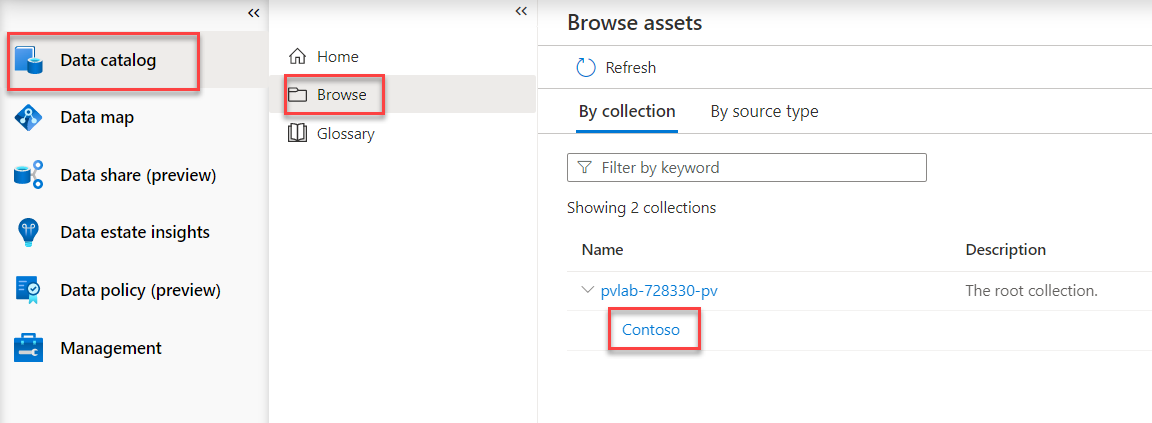 Data catalog
Data map
Data share (preview)
Data estate insights
Data policy (preview)
Management
Home
Browse
Glossary
Browse assets
Refresh
By collection By source type
Filter by keyword
Showing 2 collections
Name Description
pvlab-728330-pv The root collection.
Contoso